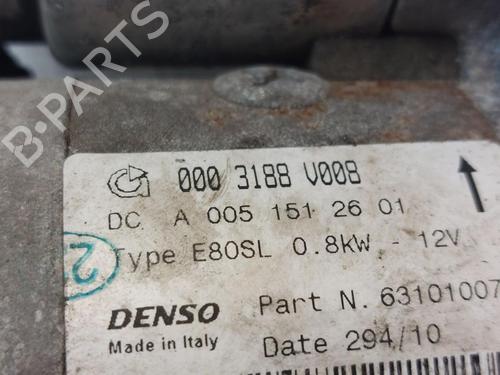 B-PARTS
000 3188 V008
DC A 005 151 26 01
2
Type E80SL 0.8KW - 12V
DENSO
Part N. 63101007
Made in Italy
Date 294/10